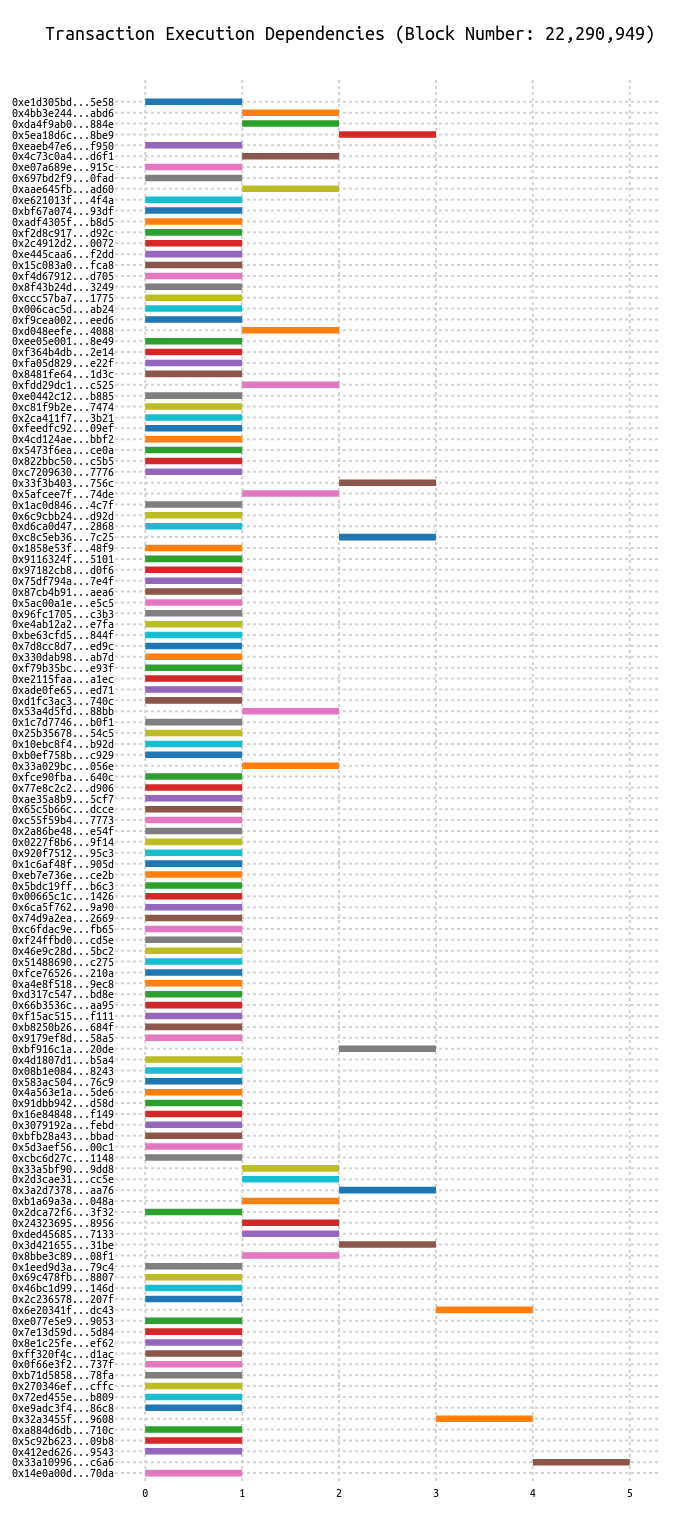 Transaction Execution Dependencies (Block Number: 22,290,949)
0xe1d305bd...5e58
0x4bb3e244...abd6
0xda4f9ab0...884e
0x5ea18d6c...8be9
0xeaeb47e6...f950
0x4c73c0a4...d6f1
0xe07a689e...915c
0x697bd2f9...0fad
0xaae645fb...ad60
0xe621013f...4f4a
0xbf67a074...93df
0xadf4305f...b8d5
0xf2d8c917...d92c
0x2c4912d2...0072
0xe445caa6...f2dd
0x15c083a0...fca8
0xf4d67912...d705
0x8f43b24d...3249
0xccc57ba7...1775
0x006cac5d...ab24
0xf9cea002...eed6
0xd048eefe...4088
0xee05e001...8e49
0xf364b4db...2e14
0xfa05d829...e22f
0x8481fe64...1d3c
0xfdd29dc1...c525
0xe0442c12...b885
0xc81f9b2e...7474
0x2ca411f7...3b21
0xfeedfc92...09ef
0x4cd124ae...bbf2
0x5473f6ea...ce0a
0x822bbc50...c5b5
0xc7209630...7776
0x33f3b403...756c
0x5afcee7f...74de
0x1ac0d846...4c7f
0x6c9cbb24...d92d
0xd6ca0d47...2868
0xc8c5eb36...7c25
0x1858e53f...48f9
0x9116324f...5101
0x97182cb8...d0f6
0x75df794a...7e4f
0x87cb4b91...aea6
0x5ac00a1e...e5c5
0x96fc1705...c3b3
0xe4ab12a2...e7fa
0xbe63cfd5...844f
0x7d8cc8d7...ed9c
0x330dab98...ab7d
0xf79b35bc...e93f
0xe2115faa...a1ec
0xade0fe65...ed71
0xd1fc3ac3...740c
0x53a4d5fd...88bb
0x1c7d7746...b0f1
0x25b35678...54c5
0x10ebc8f4...b92d
0xb0ef758b...c929
0x33a029bc...056e
0xfce90fba...640c
0x77e8c2c2...d906
0xae35a8b9...5cf7
0x65c5b66c...dcce
0xc55f59b4...7773
0x2a86be48...e54f
0x0227f8b6...9f14
0x920f7512...95c3
0x1c6af48f...905d
0xeb7e736e...ce2b
0x5bdc19ff...b6c3
0x00665c1c...1426
0x6ca5f762...9a90
0x74d9a2ea...2669
0xc6fdac9e...fb65
0xf24ffbd0...cd5e
0x46e9c28d...5bc2
0x51488690...c275
0xfce76526...210a
0xa4e8f518...9ec8
0xd317c547...bd8e
0x66b3536c...aa95
0xf15ac515...f111
0xb8250b26...684f
0x9179ef8d...58a5
0xbf916c1a...20de
0x4d1807d1...b5a4
0x08b1e084...8243
0x583ac504...76c9
0x4a563e1a...5de6
0x91dbb942...d58d
0x16e84848...f149
0x3079192a...febd
0xbfb28a43...bbad
0x5d3aef56...00c1
0xcbc6d27c...1148
0x33a5bf90...9dd8
0x2d3cae31...cc5e
0x3a2d7378...aa76
0xb1a69a3a...048a
0x2dca72f6...3f32
0x24323695...8956
0xded45685...7133
0x3d421655...31be
0x8bbe3c89...08f1
0x1eed9d3a...79c4
0x69c478fb...8807
0x46bc1d99...146d
0x2c236578...207f
0x6e20341f...dc43
0xe077e5e9...9053
0x7e13d59d...5d84
0x8e1c25fe...ef62
0xff320f4c...d1ac
0x0f66e3f2...737f
0xb71d5858...78fa
0x270346ef...cffc
0x72ed455e...b809
0xe9adc3f4...86c8
0x32a3455f...9608
0xa884d6db...710c
0x5c92b623...09b8
0x412ed626...9543
0x33a10996...c6a6
0x14e0a00d...70da
0 1 2 3 4 5